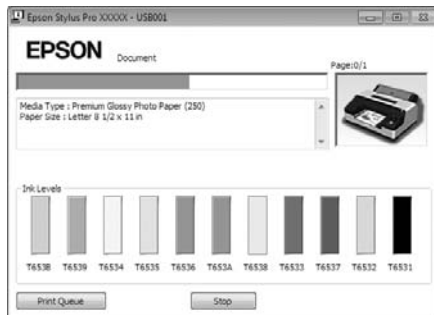 Epson Stylus Pro XXXXX - USB001
EPSON
Document
Page:0/1
Media Type : Premium Glossy Photo Paper (250)
Paper Size : Letter 8 1/2 x 11 in
Ink Levels
T653B T6539 T6534 T6535 T6536 T653A T6538 T6533 T6537 T6532 T6531
Print Queue Stop